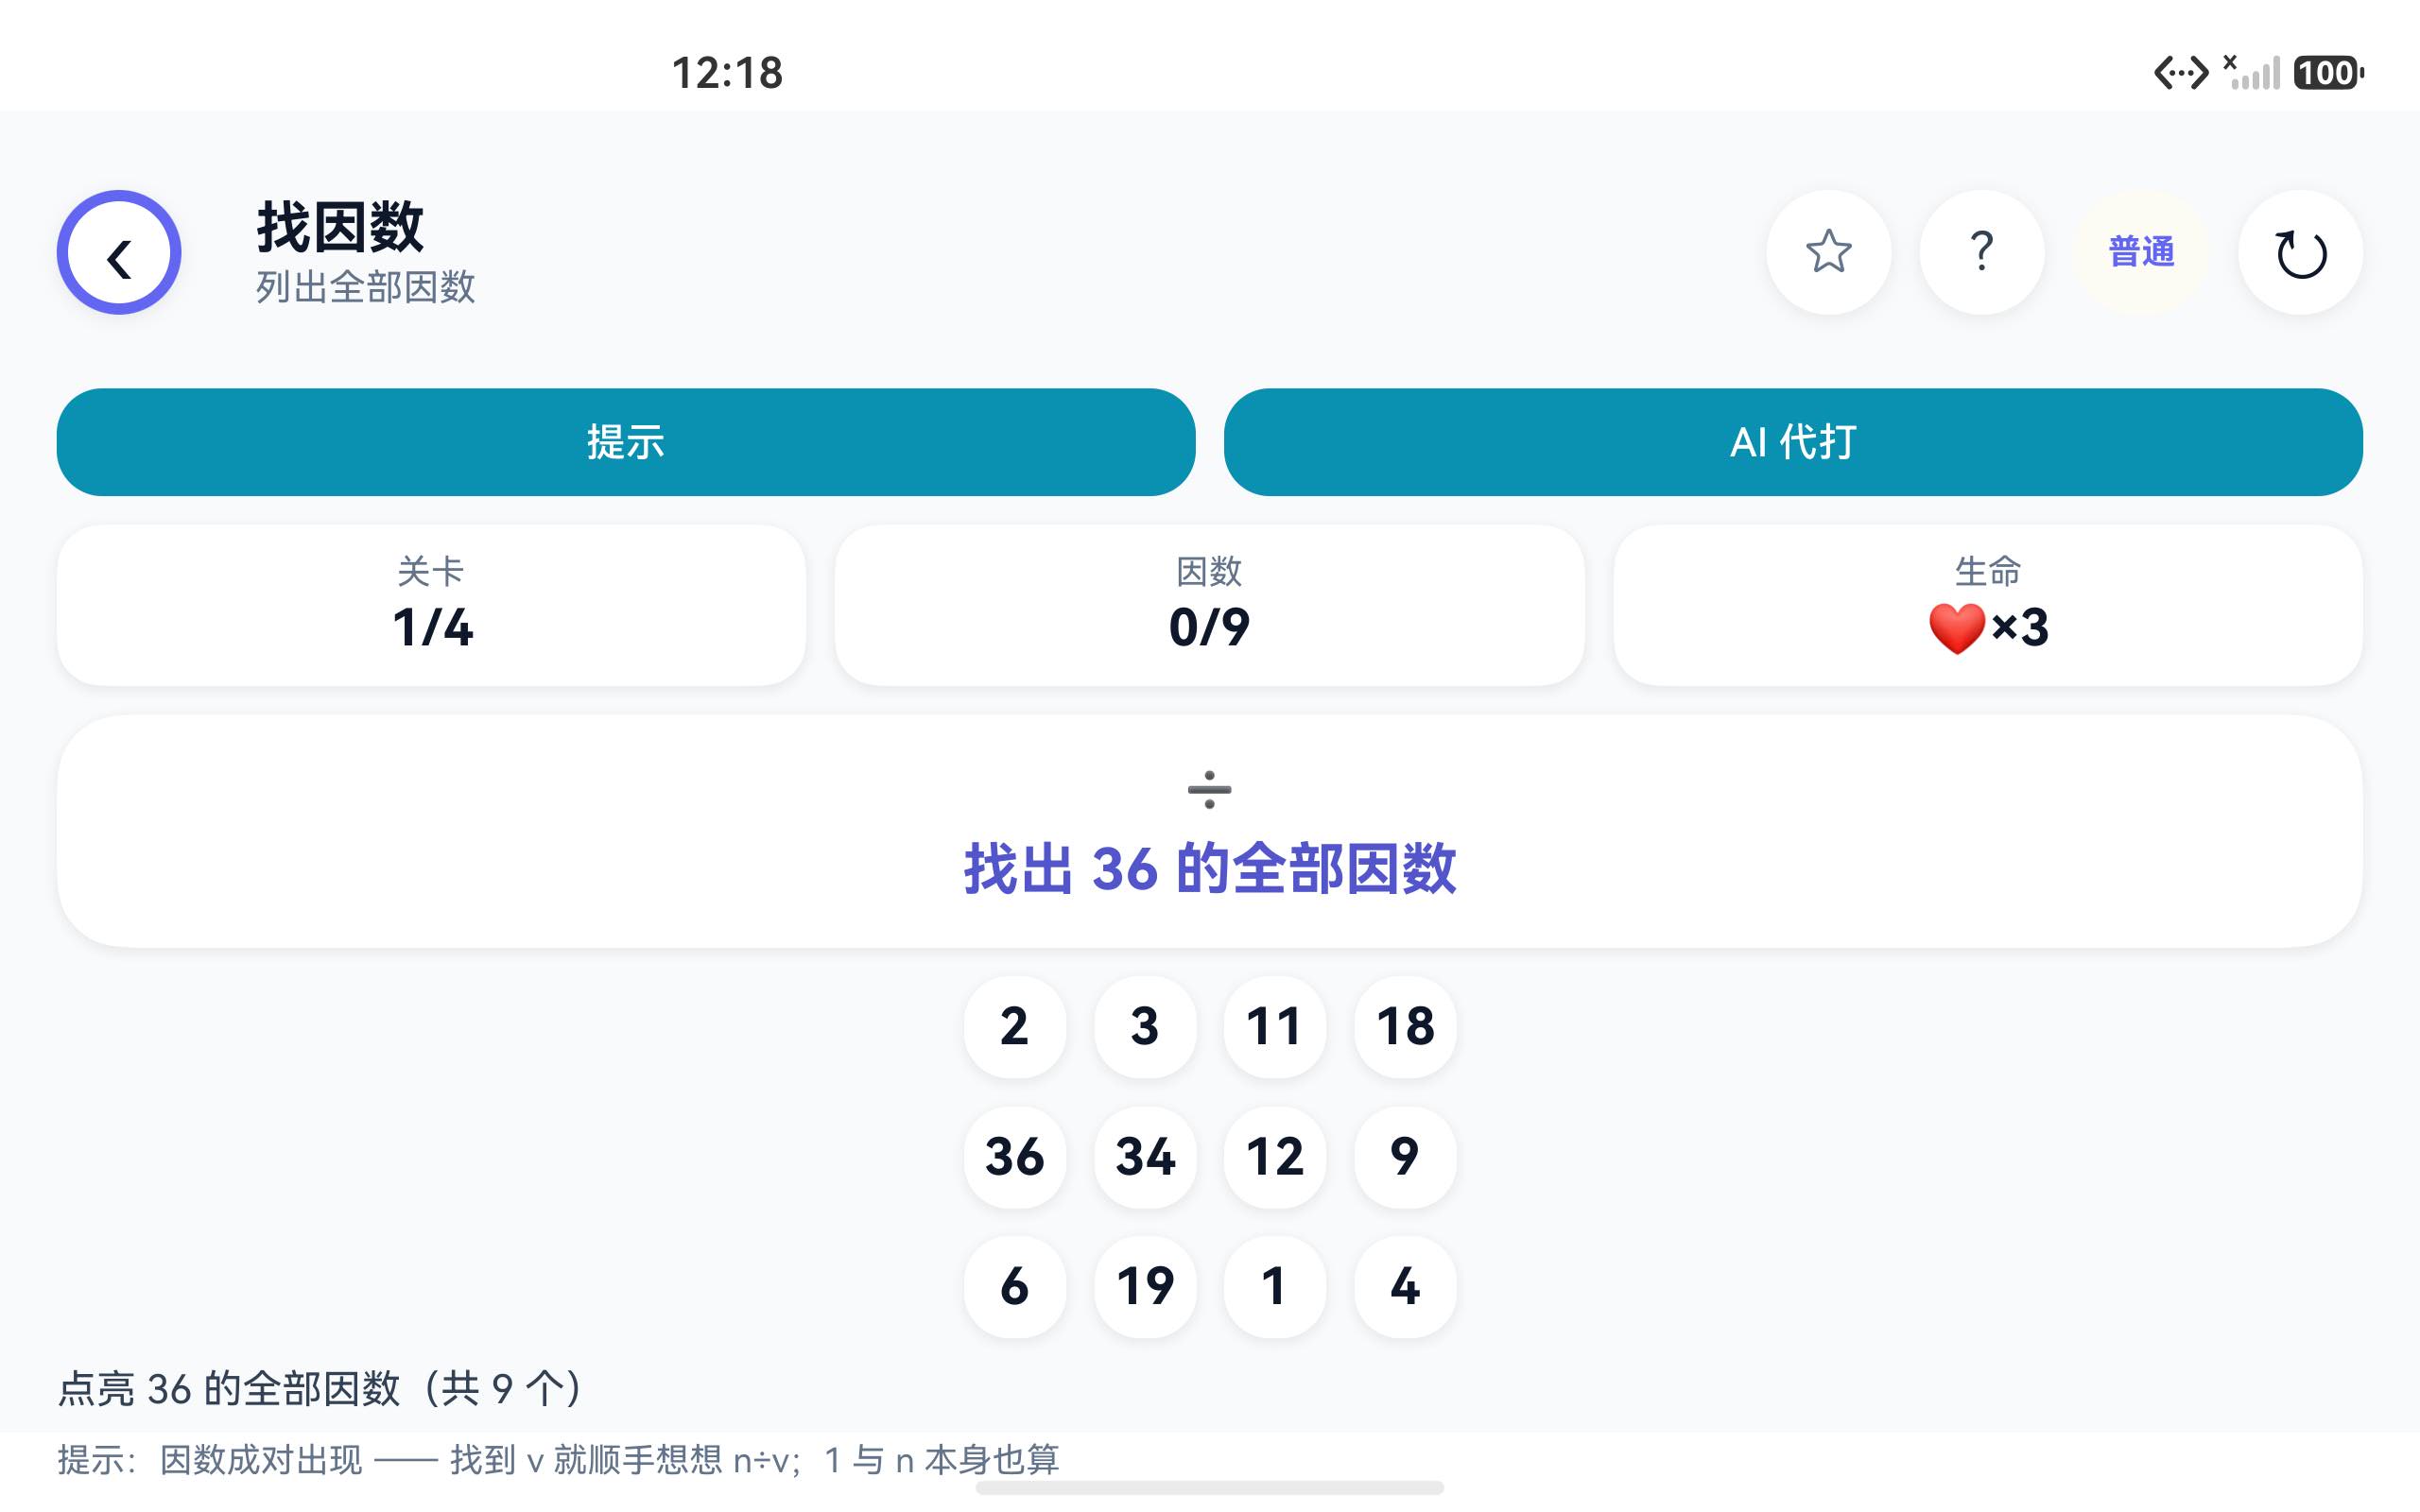 12:18
100
找因数
列出全部因数
?
普通
提示
AI 代打
关卡
因数
生命
1/4
0/9
❤️×3
÷
找出 36 的全部因数
2 3 11 18
36 34 12 9
6 19 1 4
点亮 36 的全部因数（共 9 个）
提示：因数成对出现 —— 找到 v 就顺手想想 n÷v；1 与 n 本身也算